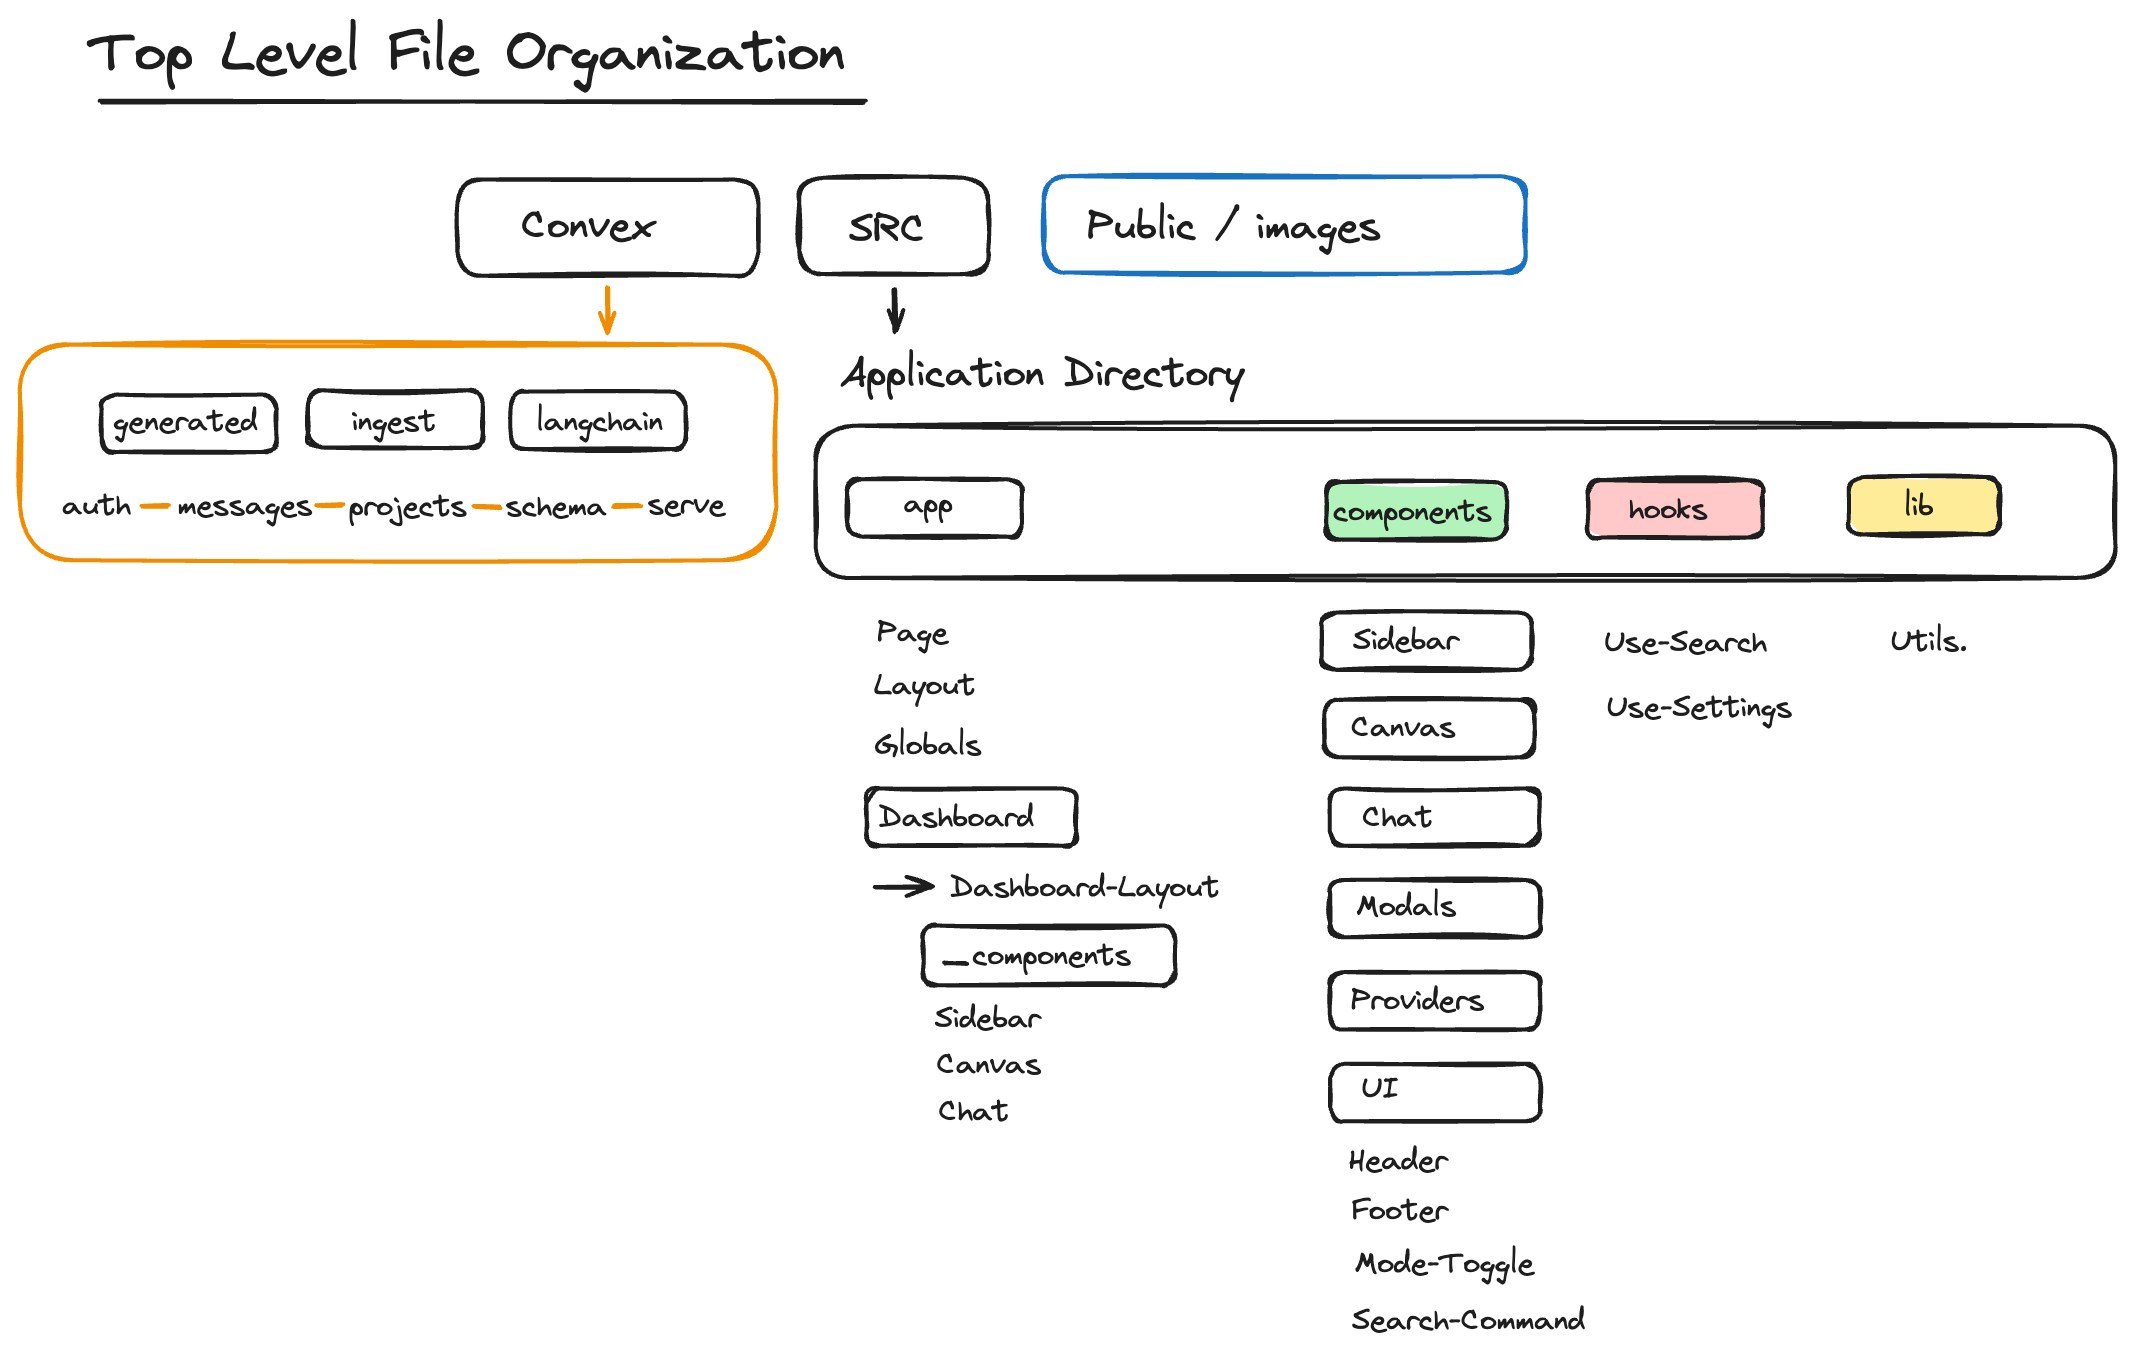 Top Level File Organization
Convex
SRC
Public / images
generated
ingest
langchain
auth
messages
projects
schema
serve
Application Directory
app
components
hooks
lib
Page
Layout
Globals
Dashboard
Dashboard-Layout
_components
Sidebar
Canvas
Chat
Sidebar
Canvas
Chat
Modals
Providers
UI
Header
Footer
Mode-Toggle
Search-Command
Use-Search
Use-Settings
Utils.